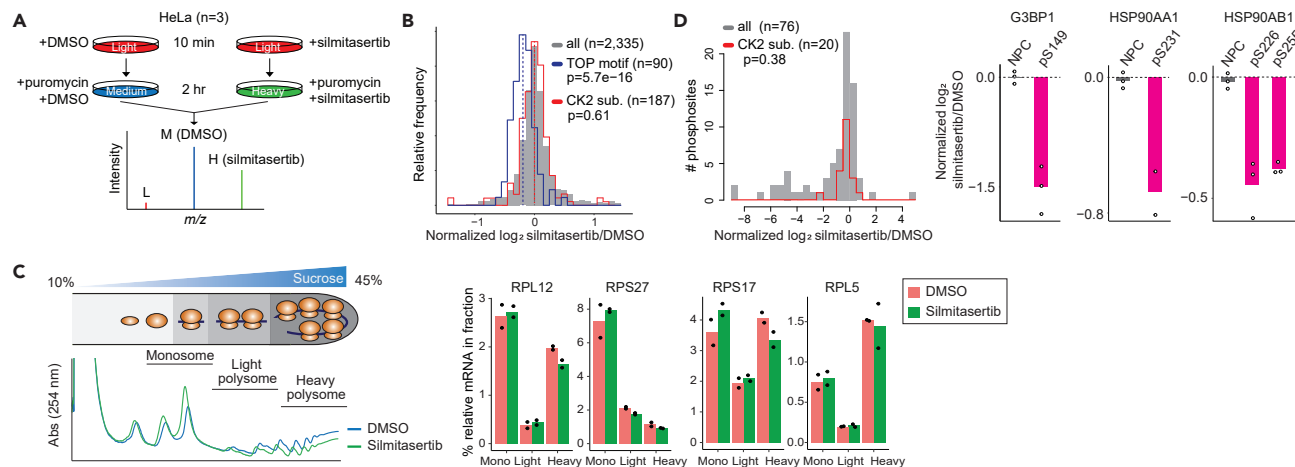 A
HeLa (n=3)
+DMSO
Light
10 min
Light
+silmitasertib
+puromycin
+DMSO
Medium
2 hr
Heavy
+puromycin
+silmitasertib
M (DMSO)
H (silmitasertib)
L
Intensity
m/z
B
all (n=2,335)
TOP motif (n=90)
p=5.7e−16
CK2 sub. (n=187)
p=0.61
Relative frequency
−1
0
1
Normalized log₂ silmitasertib/DMSO
D
all (n=76)
CK2 sub. (n=20)
p=0.38
# phosphosites
20
15
10
5
0
−8
−6
−4
−2
0
2
4
Normalized log₂ silmitasertib/DMSO
G3BP1
NPC
pS149
Normalized log₂
silmitasertib/DMSO
0.0
−1.5
HSP90AA1
NPC
pS231
0.0
−0.8
HSP90AB1
NPC
pS226
pS255
0.0
−0.5
C
10%
Sucrose
45%
Monosome
Light
polysome
Heavy
polysome
Abs (254 nm)
DMSO
Silmitasertib
% relative mRNA in fraction
RPL12
3
2
1
0
Mono Light Heavy
RPS27
8
6
4
2
0
Mono Light Heavy
RPS17
4
3
2
1
0
Mono Light Heavy
RPL5
1.5
1.0
0.5
0.0
Mono Light Heavy
DMSO
Silmitasertib